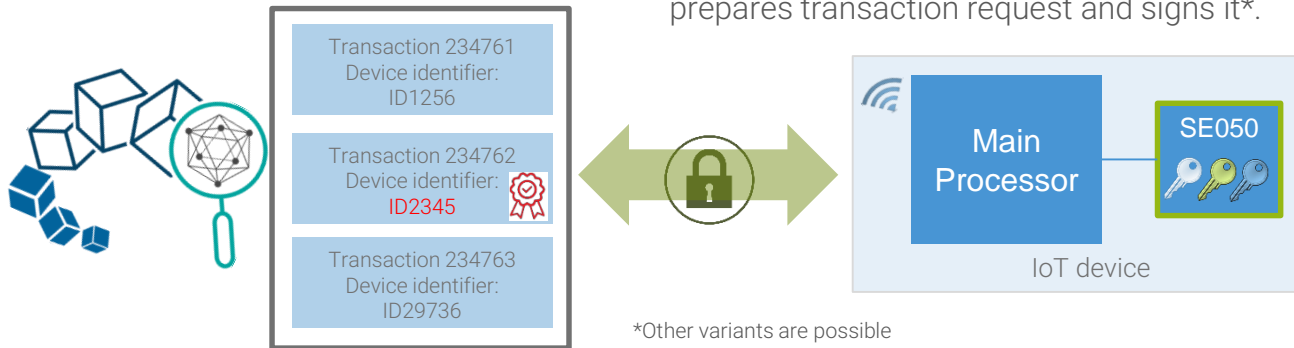 prepares transaction request and signs it*.
Transaction 234761
Device identifier:
ID1256
Transaction 234762
Device identifier:
ID2345
Transaction 234763
Device identifier:
ID29736
Main
Processor
SE050
IoT device
*Other variants are possible